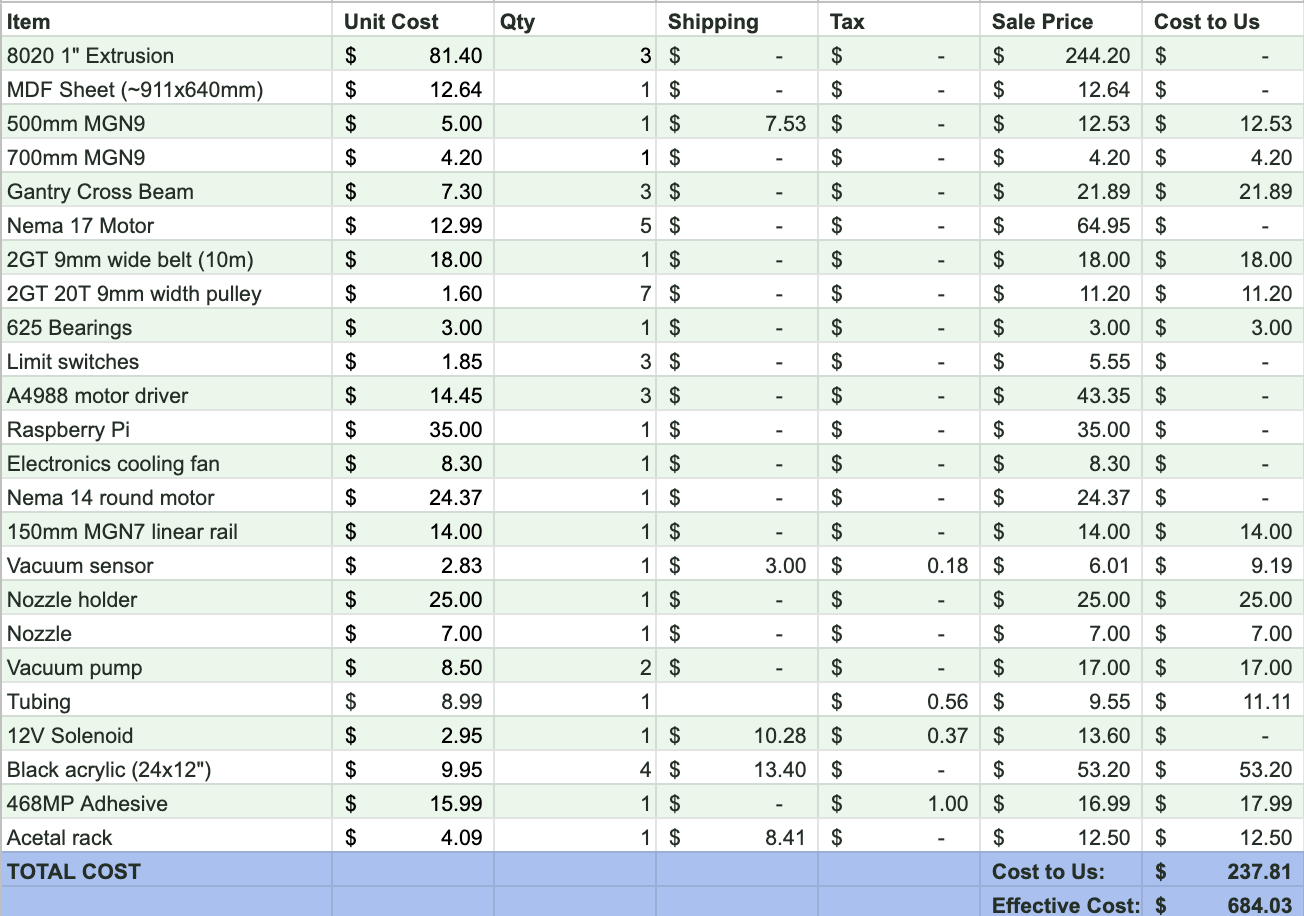 Item Unit Cost Qty Shipping Tax Sale Price Cost to Us
8020 1" Extrusion $ 81.40 3 $ - $ - $ 244.20 $ -
MDF Sheet (~911x640mm) $ 12.64 1 $ - $ - $ 12.64 $ -
500mm MGN9 $ 5.00 1 $ 7.53 $ - $ 12.53 $ 12.53
700mm MGN9 $ 4.20 1 $ - $ - $ 4.20 $ 4.20
Gantry Cross Beam $ 7.30 3 $ - $ - $ 21.89 $ 21.89
Nema 17 Motor $ 12.99 5 $ - $ - $ 64.95 $ -
2GT 9mm wide belt (10m) $ 18.00 1 $ - $ - $ 18.00 $ 18.00
2GT 20T 9mm width pulley $ 1.60 7 $ - $ - $ 11.20 $ 11.20
625 Bearings $ 3.00 1 $ - $ - $ 3.00 $ 3.00
Limit switches $ 1.85 3 $ - $ - $ 5.55 $ -
A4988 motor driver $ 14.45 3 $ - $ - $ 43.35 $ -
Raspberry Pi $ 35.00 1 $ - $ - $ 35.00 $ -
Electronics cooling fan $ 8.30 1 $ - $ - $ 8.30 $ -
Nema 14 round motor $ 24.37 1 $ - $ - $ 24.37 $ -
150mm MGN7 linear rail $ 14.00 1 $ - $ - $ 14.00 $ 14.00
Vacuum sensor $ 2.83 1 $ 3.00 $ 0.18 $ 6.01 $ 9.19
Nozzle holder $ 25.00 1 $ - $ - $ 25.00 $ 25.00
Nozzle $ 7.00 1 $ - $ - $ 7.00 $ 7.00
Vacuum pump $ 8.50 2 $ - $ - $ 17.00 $ 17.00
Tubing $ 8.99 1 $ 0.56 $ 9.55 $ 11.11
12V Solenoid $ 2.95 1 $ 10.28 $ 0.37 $ 13.60 $ -
Black acrylic (24x12") $ 9.95 4 $ 13.40 $ - $ 53.20 $ 53.20
468MP Adhesive $ 15.99 1 $ - $ 1.00 $ 16.99 $ 17.99
Acetal rack $ 4.09 1 $ 8.41 $ - $ 12.50 $ 12.50
TOTAL COST Cost to Us: $ 237.81
Effective Cost: $ 684.03